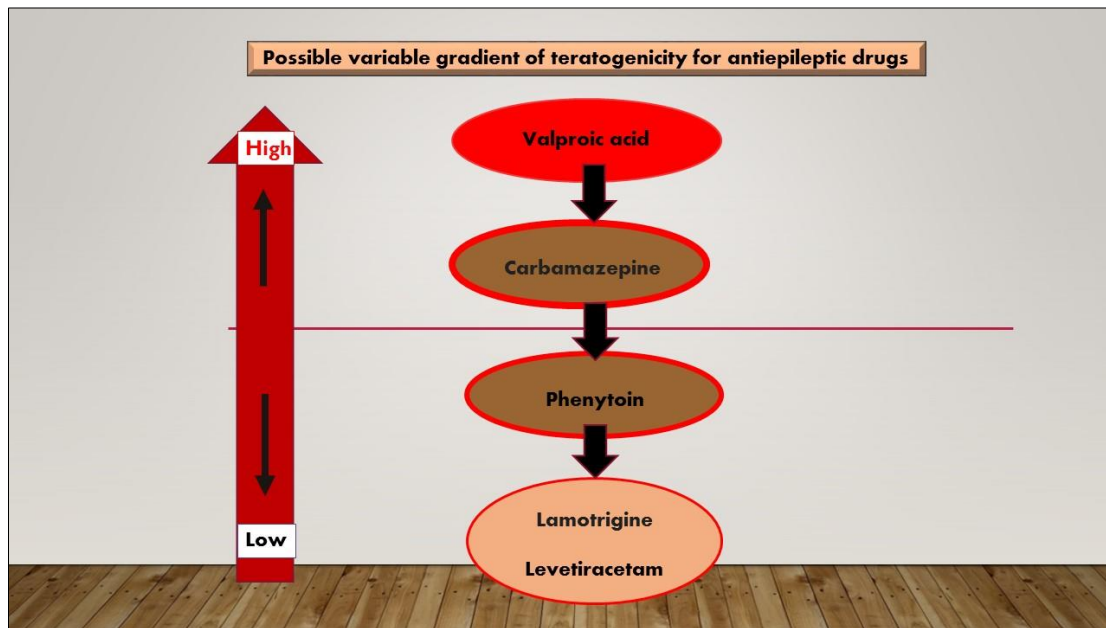 Possible variable gradient of teratogenicity for antiepileptic drugs
High
Valproic acid
Carbamazepine
Phenytoin
Lamotrigine
Levetiracetam
Low